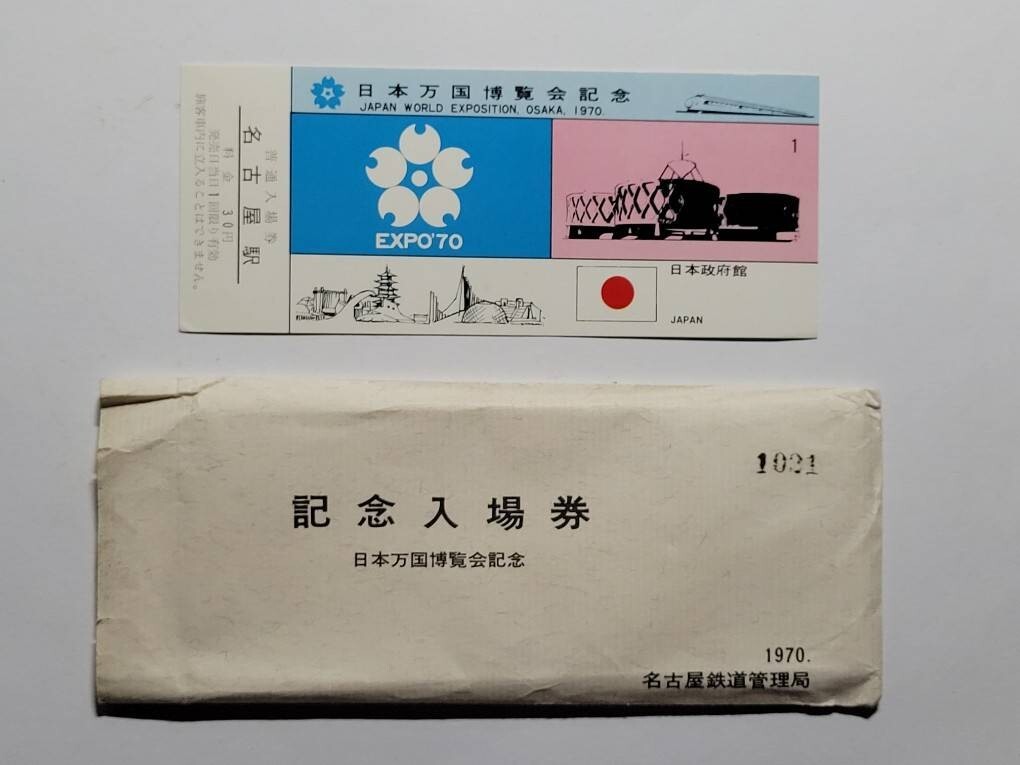 日本万国博覧会記念
JAPAN WORLD EXPOSITION, OSAKA, 1970.
普通入場券
名古屋駅
料金 30円
発売日当日1回限り有効
旅客車内に立入ることはできません。
EXPO'70
1
日本政府館
JAPAN
1021
記念入場券
日本万国博覧会記念
1970.
名古屋鉄道管理局